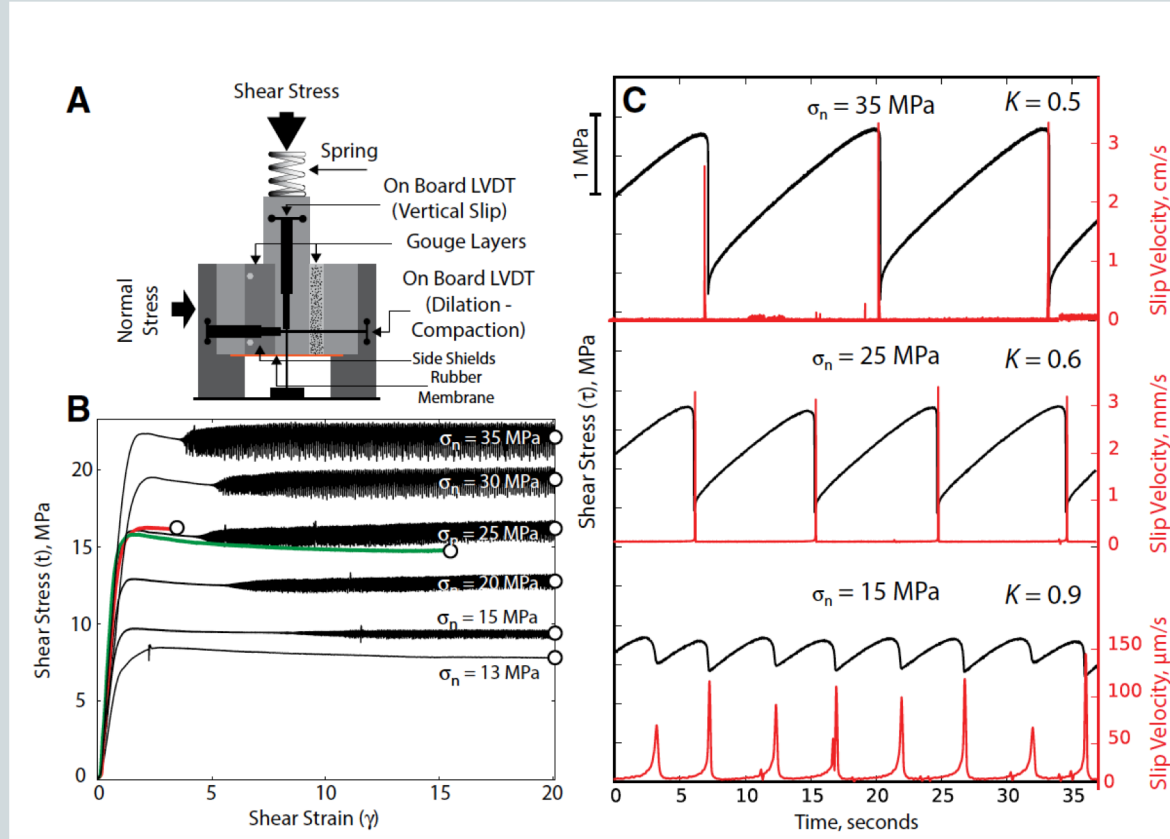 A
Shear Stress
Spring
On Board LVDT
(Vertical Slip)
Gouge Layers
On Board LVDT
(Dilation -
Compaction)
Side Shields
Rubber
Membrane
Normal
Stress
B
σn = 35 MPa
σn = 30 MPa
σn = 25 MPa
σn = 20 MPa
σn = 15 MPa
σn = 13 MPa
20
15
10
5
0
Shear Stress (t), MPa
0 5 10 15 20
Shear Strain (γ)
C
σn = 35 MPa K = 0.5
1 MPa
3
2
1
0
Slip Velocity, cm/s
σn = 25 MPa K = 0.6
Shear Stress (τ), MPa
3
2
1
0
Slip Velocity, mm/s
σn = 15 MPa K = 0.9
150
100
50
0
Slip Velocity, µm/s
0 5 10 15 20 25 30 35
Time, seconds